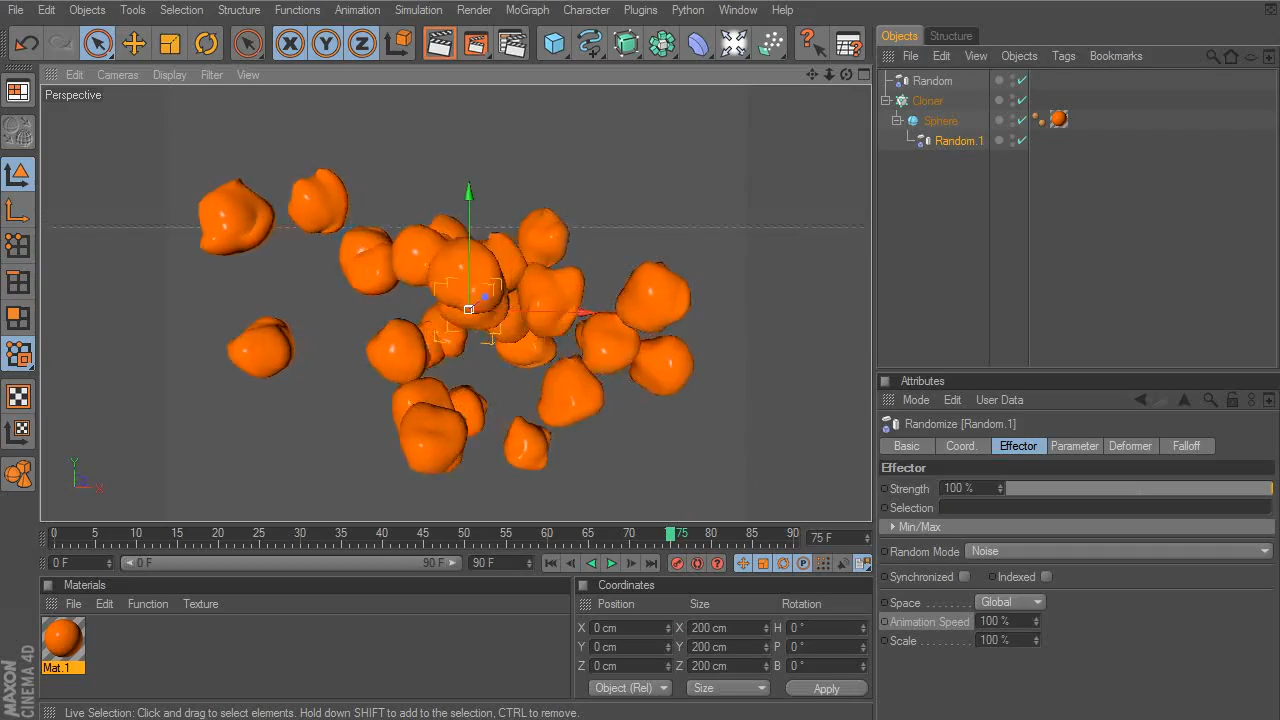 File Edit Objects Tools Selection Structure Functions Animation Simulation Render MoGraph Character Plugins Python Window Help
X Y Z
Edit Cameras Display Filter View
Perspective
Y
X
0 5 10 15 20 25 30 35 40 45 50 55 60 65 70 75 80 85 90 75 F
0 F 0 F 90 F 90 F
Materials
File Edit Function Texture
Mat.1
MAXON
CINEMA 4D
Coordinates
Position Size Rotation
X 0 cm X 200 cm H 0 °
Y 0 cm Y 200 cm P 0 °
Z 0 cm Z 200 cm B 0 °
Object (Rel) Size Apply
Live Selection: Click and drag to select elements. Hold down SHIFT to add to the selection, CTRL to remove.
Objects Structure
File Edit View Objects Tags Bookmarks
Random
Cloner
Sphere
Random.1
Attributes
Mode Edit User Data
Randomize [Random.1]
Basic Coord. Effector Parameter Deformer Falloff
Effector
Strength 100 %
Selection
Min/Max
Random Mode Noise
Synchronized Indexed
Space . . . . . . . Global
Animation Speed 100 %
Scale . . . . . . . . 100 %